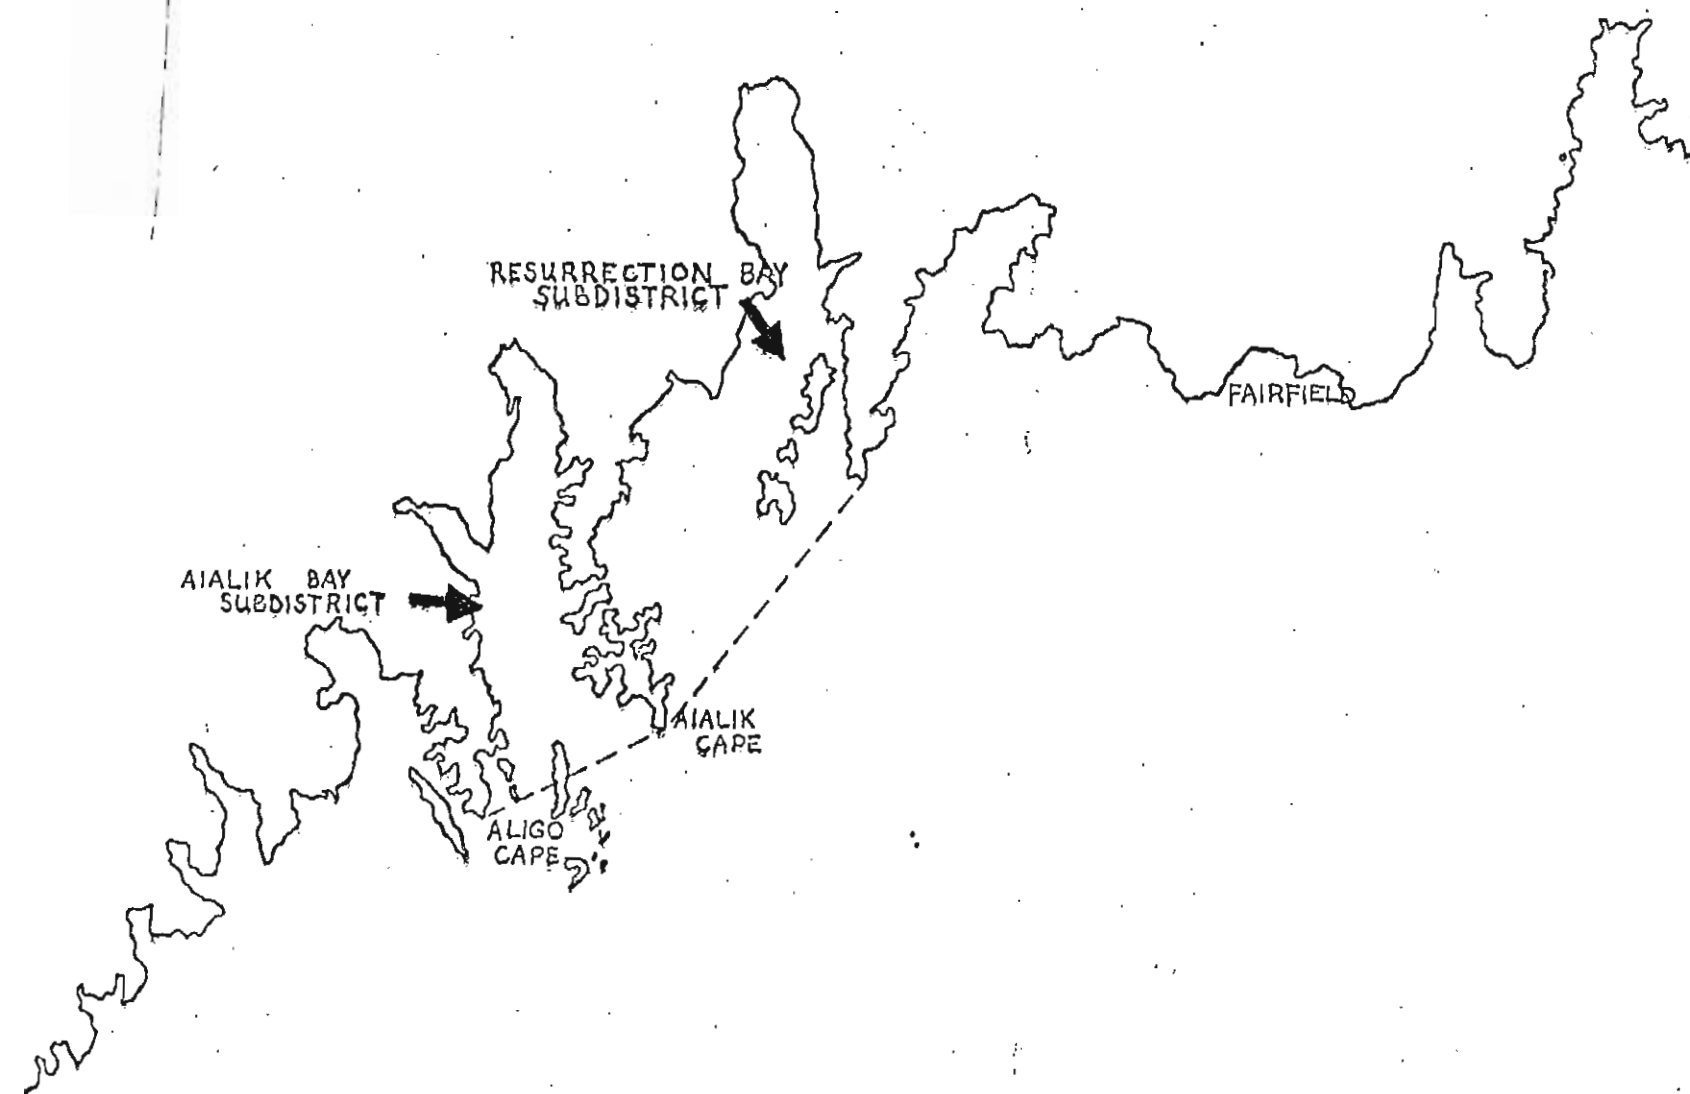 RESURRECTION BAY
SUBDISTRICT
FAIRFIELD
AIALIK BAY
SUBDISTRICT
AIALIK
CAPE
ALIGO
CAPE